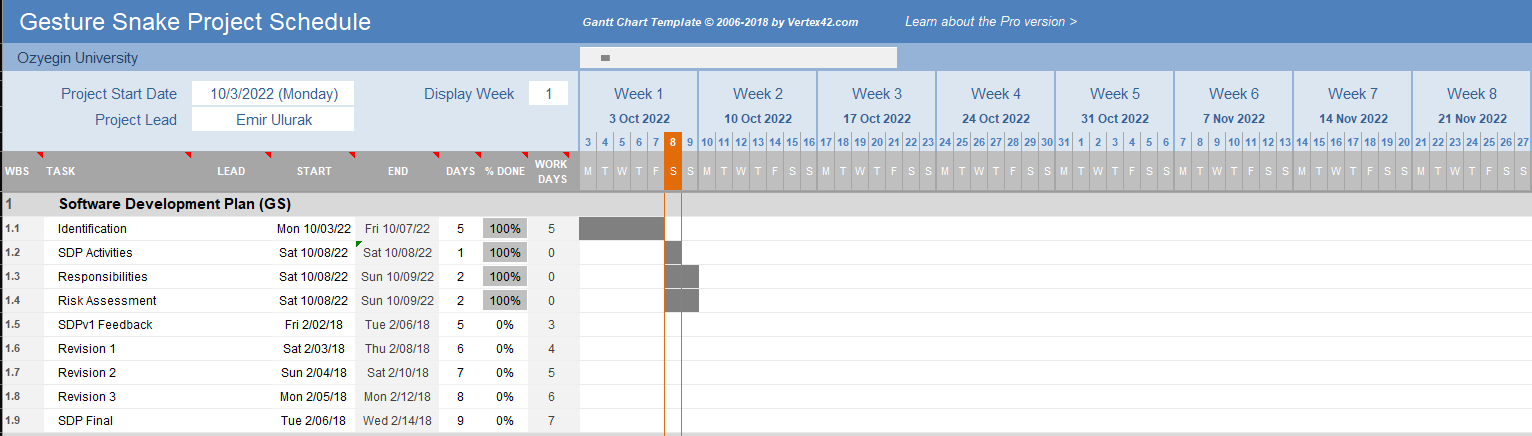 Gesture Snake Project Schedule Gantt Chart Template © 2006-2018 by Vertex42.com Learn about the Pro version >
Ozyegin University
Project Start Date 10/3/2022 (Monday) Display Week 1 Week 1 Week 2 Week 3 Week 4 Week 5 Week 6 Week 7 Week 8
Project Lead Emir Ulurak 3 Oct 2022 10 Oct 2022 17 Oct 2022 24 Oct 2022 31 Oct 2022 7 Nov 2022 14 Nov 2022 21 Nov 2022
3 4 5 6 7 8 9 10 11 12 13 14 15 16 17 18 19 20 21 22 23 24 25 26 27 28 29 30 31 1 2 3 4 5 6 7 8 9 10 11 12 13 14 15 16 17 18 19 20 21 22 23 24 25 26 27
WBS TASK LEAD START END DAYS % DONE WORK DAYS M T W T F S S M T W T F S S M T W T F S S M T W T F S S M T W T F S S M T W T F S S M T W T F S S M T W T F S S
1 Software Development Plan (GS)
1.1 Identification Mon 10/03/22 Fri 10/07/22 5 100% 5
1.2 SDP Activities Sat 10/08/22 Sat 10/08/22 1 100% 0
1.3 Responsibilities Sat 10/08/22 Sun 10/09/22 2 100% 0
1.4 Risk Assessment Sat 10/08/22 Sun 10/09/22 2 100% 0
1.5 SDPv1 Feedback Fri 2/02/18 Tue 2/06/18 5 0% 3
1.6 Revision 1 Sat 2/03/18 Thu 2/08/18 6 0% 4
1.7 Revision 2 Sun 2/04/18 Sat 2/10/18 7 0% 5
1.8 Revision 3 Mon 2/05/18 Mon 2/12/18 8 0% 6
1.9 SDP Final Tue 2/06/18 Wed 2/14/18 9 0% 7